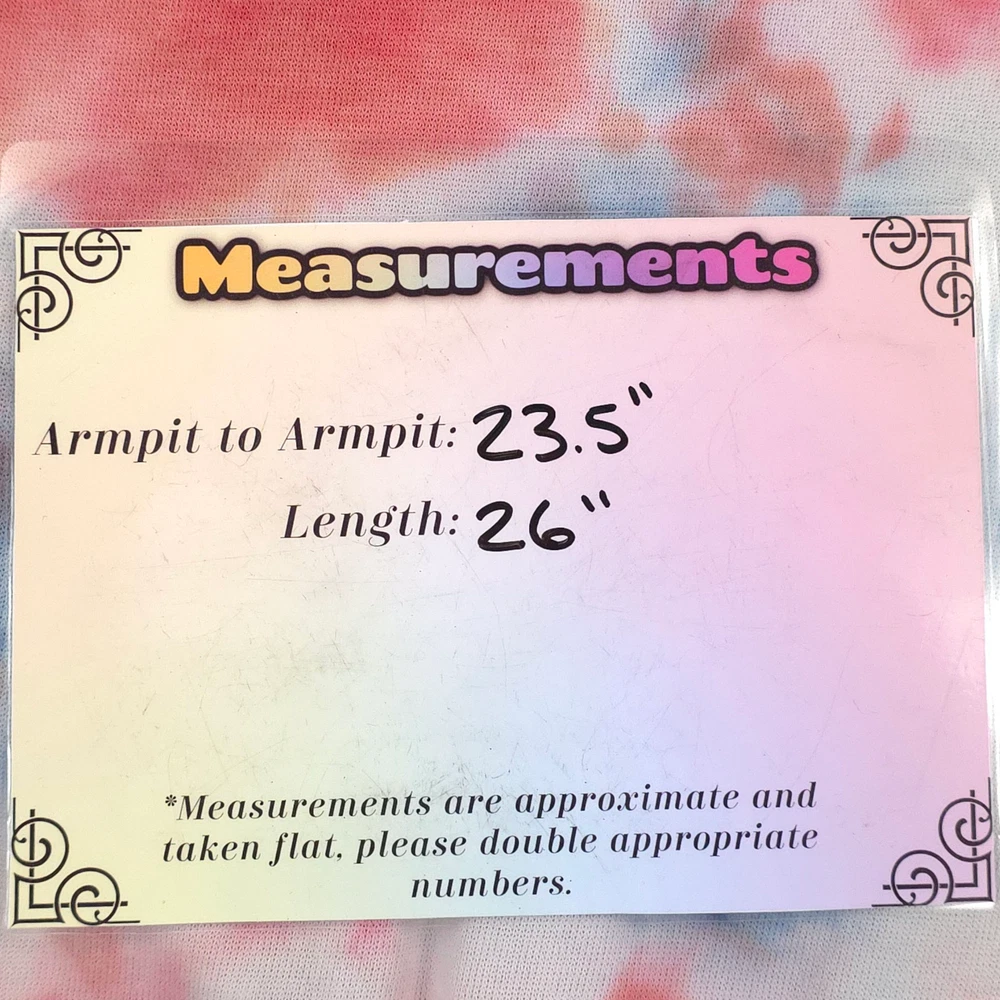 Measurements
Armpit to Armpit: 23.5"
Length: 26"
*Measurements are approximate and
taken flat, please double appropriate
numbers.